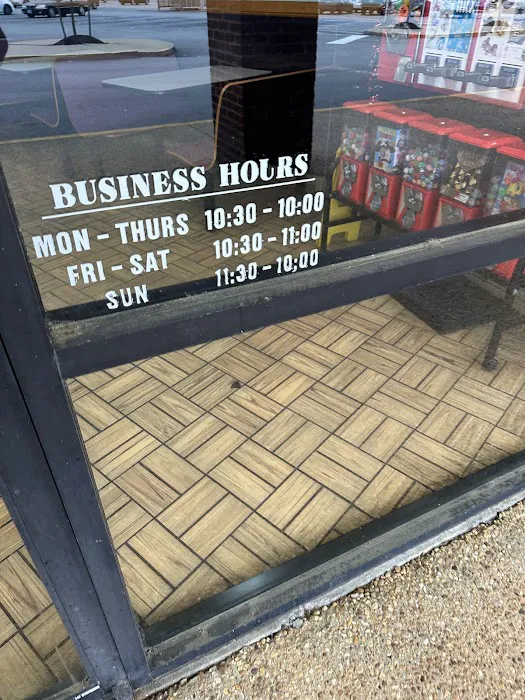 BUSINESS HOURS
MON - THURS 10:30 - 10:00
FRI - SAT 10:30 - 11:00
SUN 11:30 - 10:00